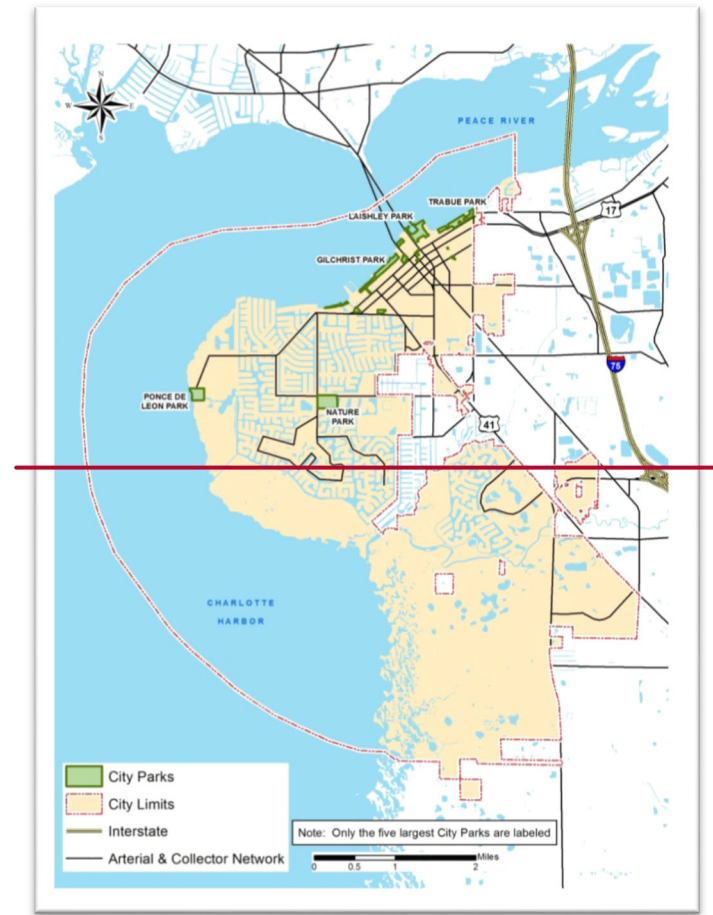 N
W E
S
PEACE RIVER
TRABUE PARK
LAISHLEY PARK
17
GILCHRIST PARK
75
PONCE DE
LEON PARK
NATURE
PARK
41
CHARLOTTE
HARBOR
City Parks
City Limits
Interstate
Arterial & Collector Network
Note: Only the five largest City Parks are labeled
Miles
0 0.5 1 2